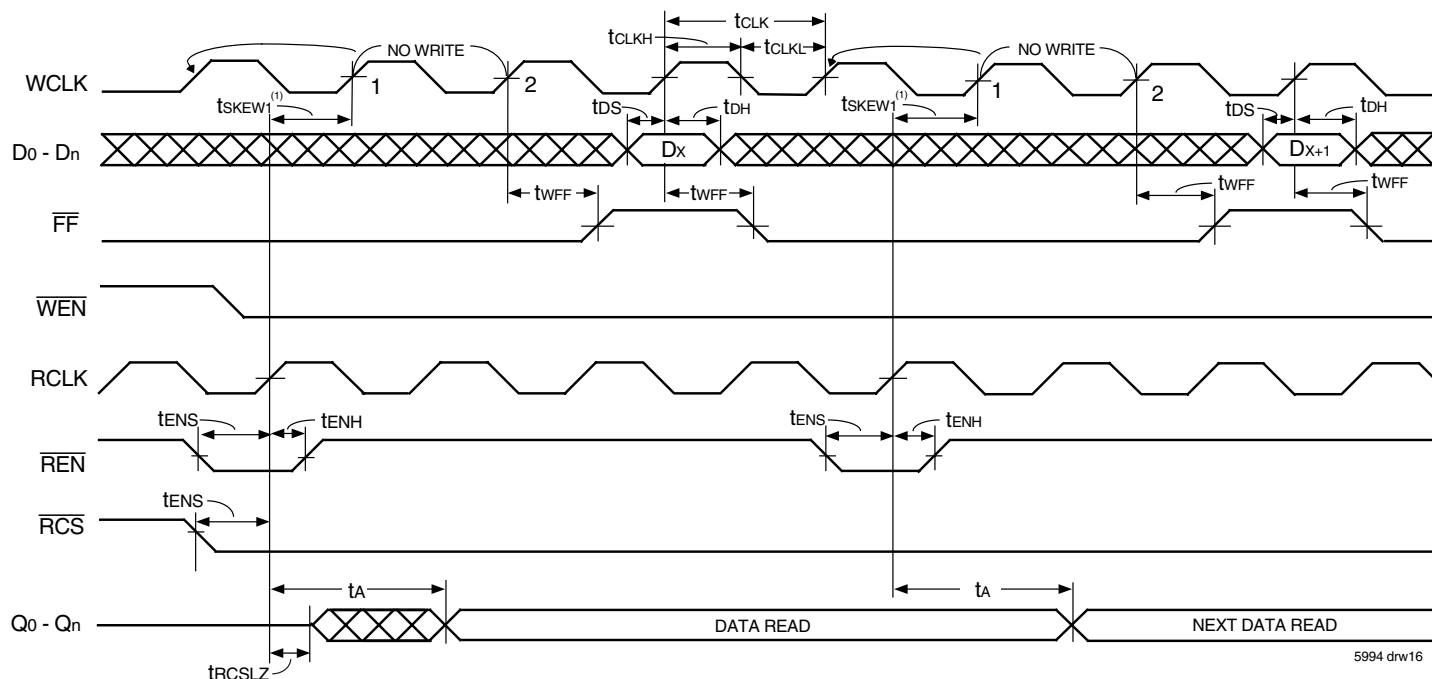 tCLK
NO WRITE
tCLKH
tCLKL
NO WRITE
WCLK
1
2
1
2
tSKEW1(1)
tDS
tDH
tSKEW1(1)
tDS
tDH
D0 - Dn
DX
DX+1
tWFF
tWFF
tWFF
tWFF
FF
WEN
RCLK
tENS
tENH
tENS
tENH
REN
tENS
RCS
tA
tA
Q0 - Qn
DATA READ
NEXT DATA READ
tRCSLZ
5994 drw16